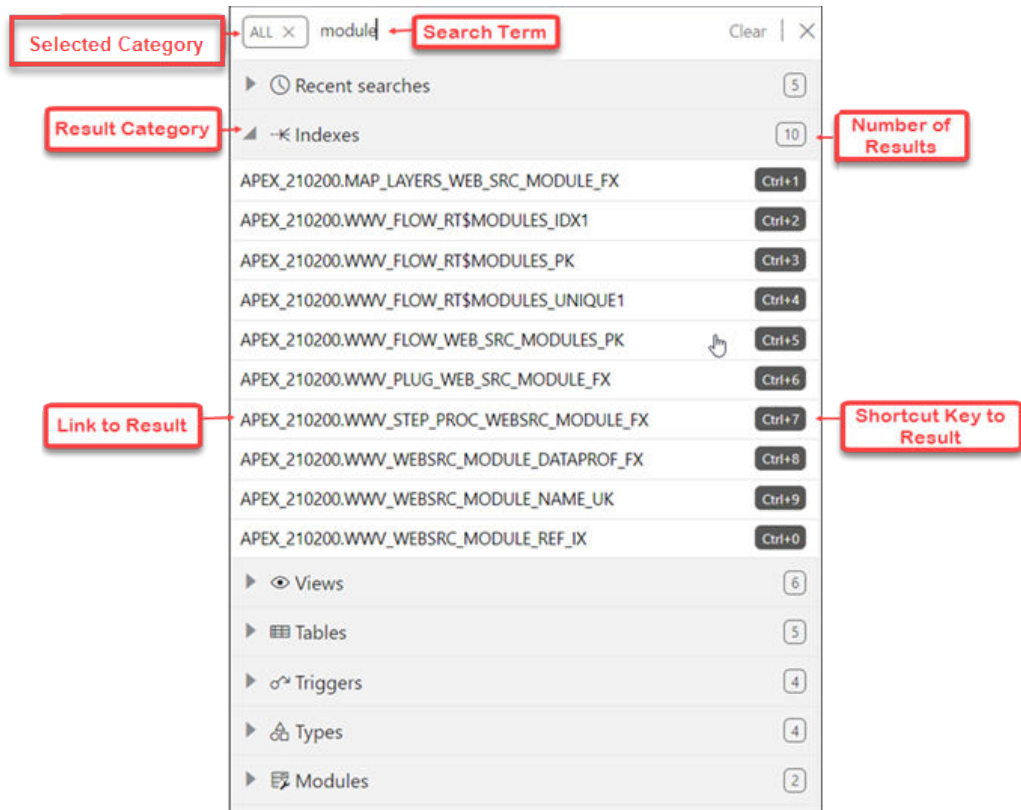 Selected Category
ALL × module
Search Term
Clear
Recent searches 5
Result Category
Indexes 10
Number of
Results
APEX_210200.MAP_LAYERS_WEB_SRC_MODULE_FX Ctrl+1
APEX_210200.WWV_FLOW_RT$MODULES_IDX1 Ctrl+2
APEX_210200.WWV_FLOW_RT$MODULES_PK Ctrl+3
APEX_210200.WWV_FLOW_RT$MODULES_UNIQUE1 Ctrl+4
APEX_210200.WWV_FLOW_WEB_SRC_MODULES_PK Ctrl+5
APEX_210200.WWV_PLUG_WEB_SRC_MODULE_FX Ctrl+6
Link to Result
APEX_210200.WWV_STEP_PROC_WEBSRC_MODULE_FX Ctrl+7
Shortcut Key to
Result
APEX_210200.WWV_WEBSRC_MODULE_DATAPROF_FX Ctrl+8
APEX_210200.WWV_WEBSRC_MODULE_NAME_UK Ctrl+9
APEX_210200.WWV_WEBSRC_MODULE_REF_IX Ctrl+0
Views 6
Tables 5
Triggers 4
Types 4
Modules 2